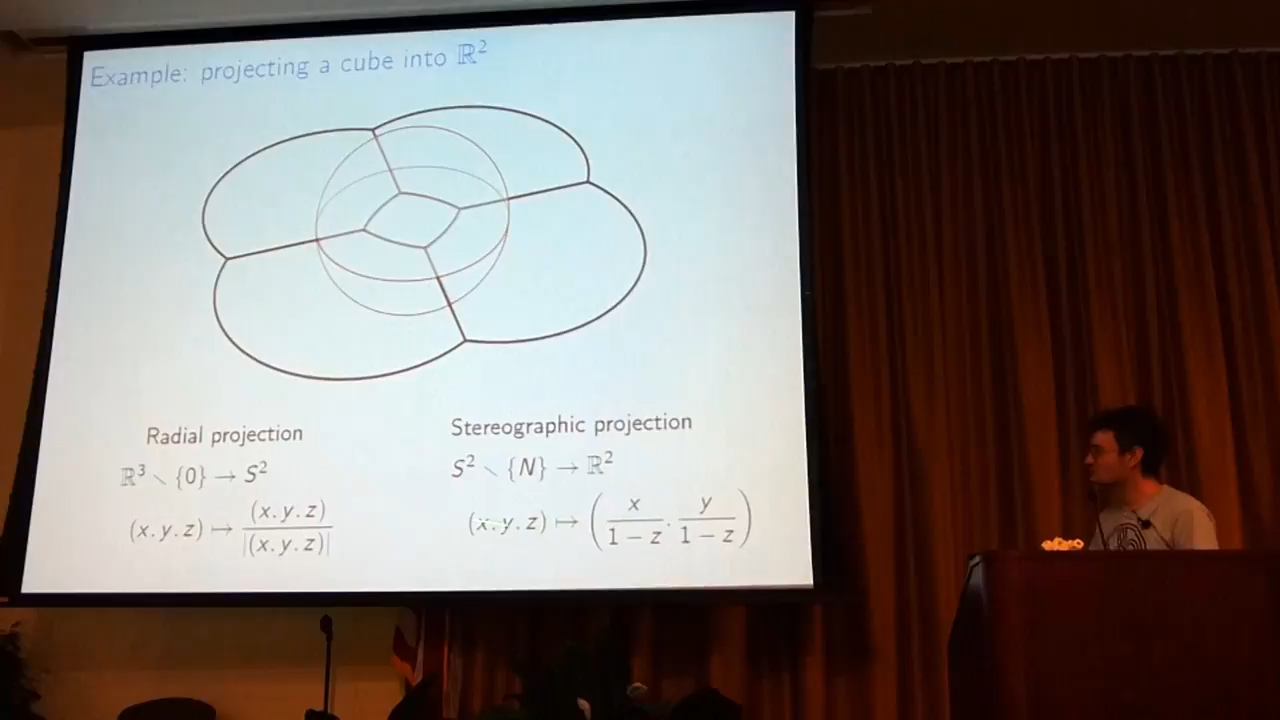 Example: projecting a cube into ℝ²
Radial projection
ℝ³ ∖ {0} → S²
(x, y, z) ↦ (x, y, z) / |(x, y, z)|
Stereographic projection
S² ∖ {N} → ℝ²
(x, y, z) ↦ (x / 1 − z, y / 1 − z)